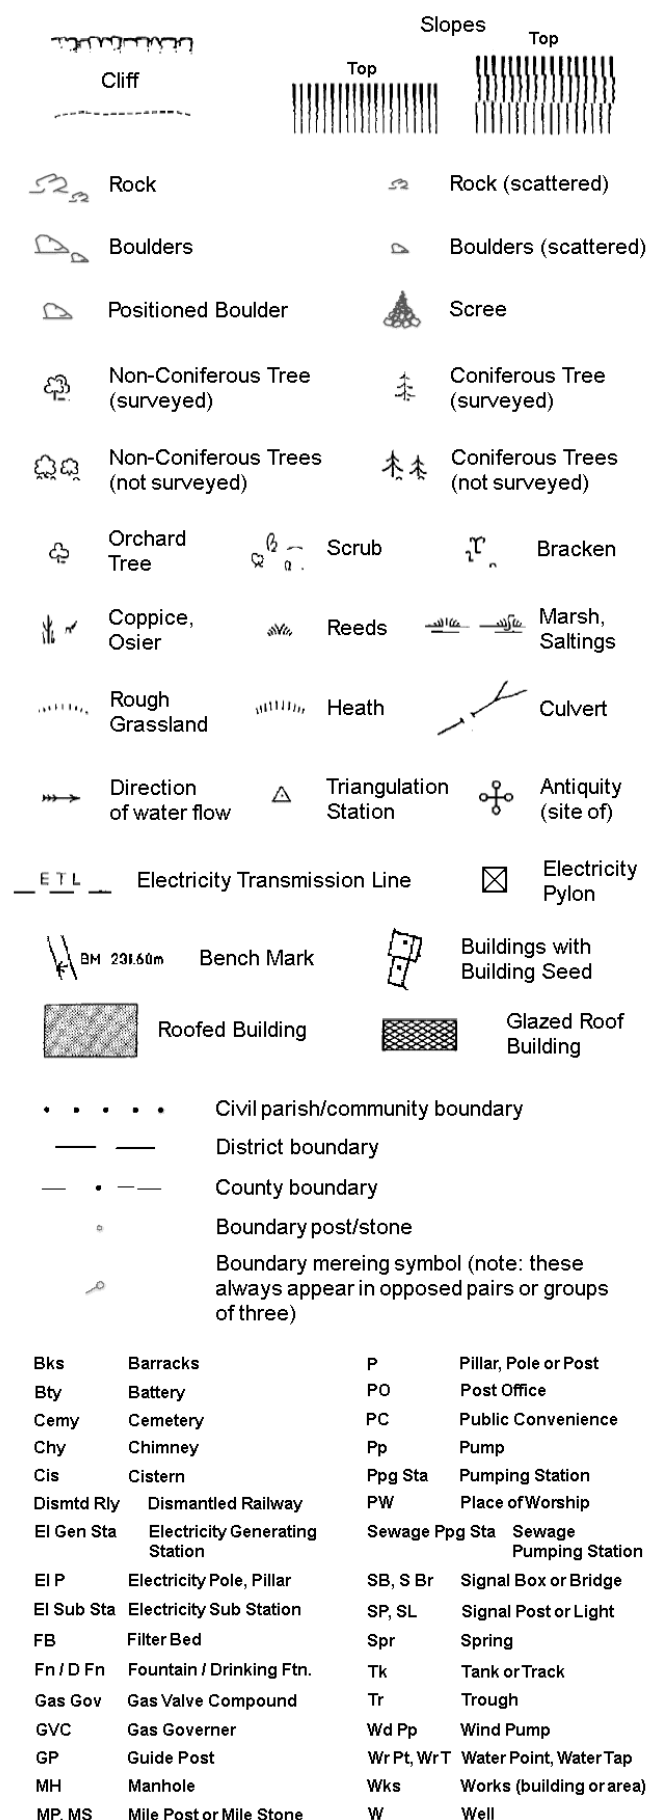 Slopes
Top
Top
Cliff
Rock
Rock (scattered)
Boulders
Boulders (scattered)
Positioned Boulder
Scree
Non-Coniferous Tree
(surveyed)
Coniferous Tree
(surveyed)
Non-Coniferous Trees
(not surveyed)
Coniferous Trees
(not surveyed)
Orchard
Tree
Scrub
Bracken
Coppice,
Osier
Reeds
Marsh,
Saltings
Rough
Grassland
Heath
Culvert
Direction
of water flow
Triangulation
Station
Antiquity
(site of)
E T L
Electricity Transmission Line
Electricity
Pylon
BM 231.60m
Bench Mark
Buildings with
Building Seed
Roofed Building
Glazed Roof
Building
Civil parish/community boundary
District boundary
County boundary
Boundary post/stone
Boundary mereing symbol (note: these
always appear in opposed pairs or groups
of three)
Bks Barracks
P Pillar, Pole or Post
Bty Battery
PO Post Office
Cemy Cemetery
PC Public Convenience
Chy Chimney
Pp Pump
Cis Cistern
Ppg Sta Pumping Station
Dismtd Rly Dismantled Railway
PW Place of Worship
El Gen Sta Electricity Generating
Station
Sewage Ppg Sta Sewage
Pumping Station
El P Electricity Pole, Pillar
SB, S Br Signal Box or Bridge
El Sub Sta Electricity Sub Station
SP, SL Signal Post or Light
FB Filter Bed
Spr Spring
Fn / D Fn Fountain / Drinking Ftn.
Tk Tank or Track
Gas Gov Gas Valve Compound
Tr Trough
GVC Gas Governer
Wd Pp Wind Pump
GP Guide Post
Wr Pt, Wr T Water Point, Water Tap
MH Manhole
Wks Works (building or area)
MP, MS Mile Post or Mile Stone
W Well